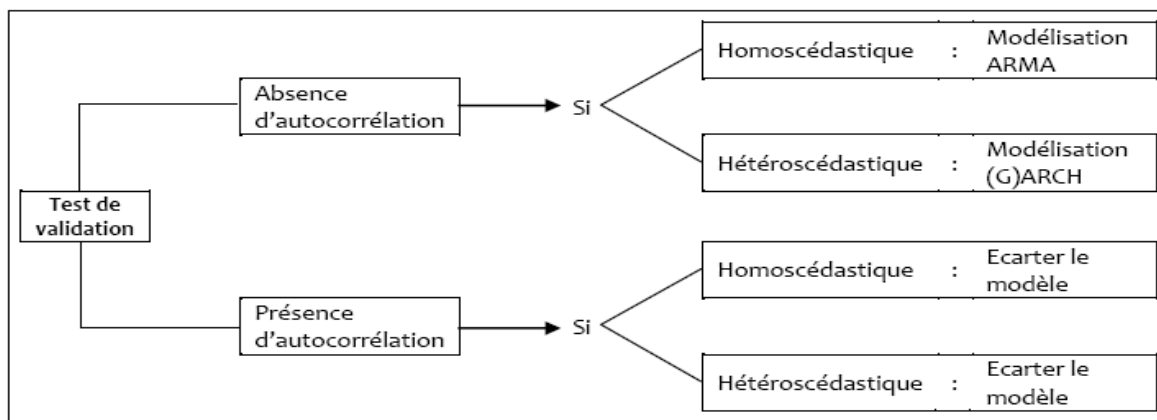 Homoscédastique : Modélisation
ARMA
Absence
d'autocorrélation
Si
Hétéroscédastique : Modélisation
(G)ARCH
Test de
validation
Homoscédastique : Ecarter le
modèle
Présence
d'autocorrélation
Si
Hétéroscédastique : Ecarter le
modèle